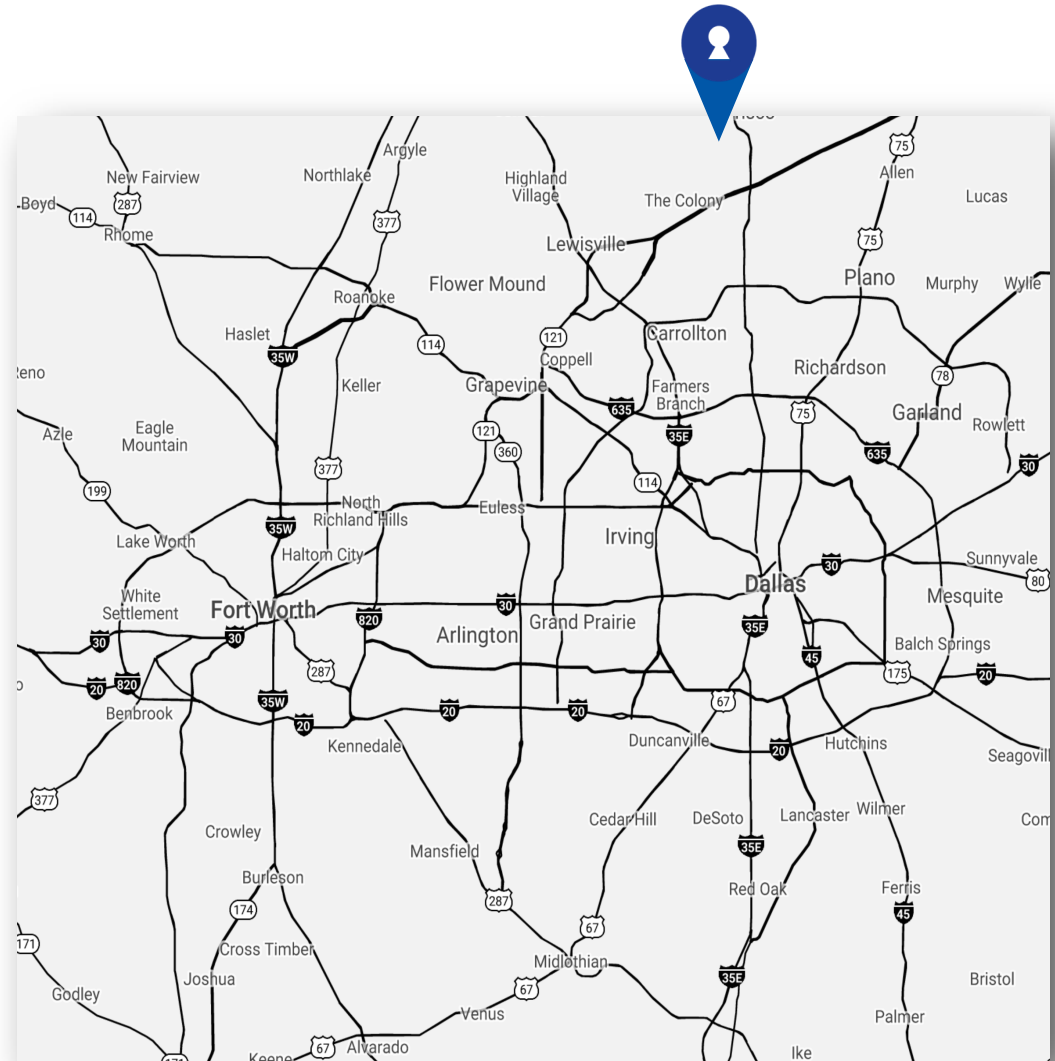 Argyle
75
New Fairview
Northlake
Highland
Village
Allen
Boyd
114
287
377
The Colony
Lucas
Rhome
75
Lewisville
Flower Mound
Plano
Murphy
Wylie
Roanoke
Haslet
35W
114
121
Carrollton
Coppell
Richardson
78
Keller
Grapevine
Farmers
Branch
635
75
Garland
Azle
Eagle
Mountain
121
360
35E
Rowlett
635
30
377
199
114
North
Richland Hills
Euless
35W
Lake Worth
Haltom City
Irving
Sunnyvale
30
80
Dallas
White
Settlement
Fort Worth
30
820
Arlington
Grand Prairie
35E
Mesquite
30
30
Balch Springs
45
287
175
20
20
820
35W
67
Benbrook
20
20
20
Kennedale
Duncanville
20
Hutchins
377
Crowley
Cedar Hill
DeSoto
Lancaster
Wilmer
Mansfield
35E
Burleson
Red Oak
Ferris
174
287
45
171
67
Cross Timber
Midlothian
Joshua
35E
Bristol
Godley
67
Venus
Palmer
67
Alvarado
Keene
Ike